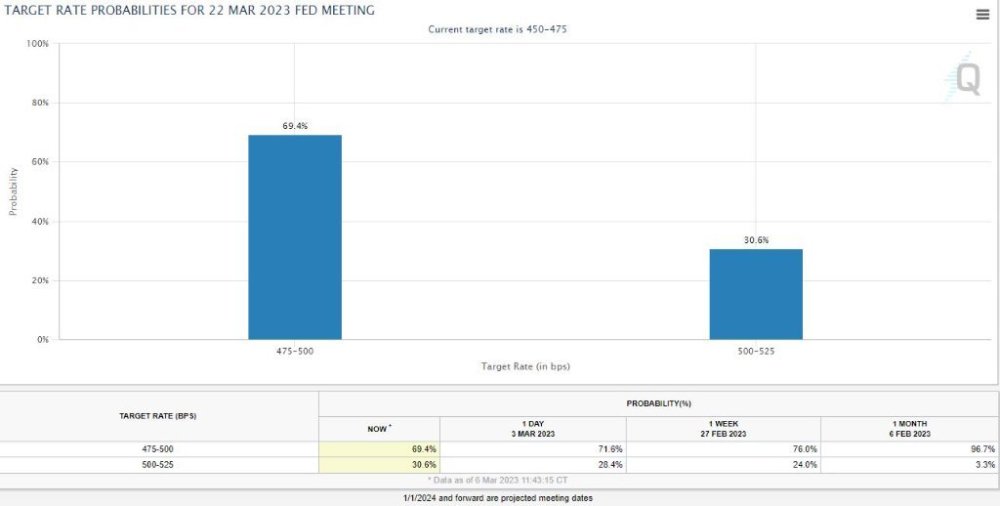 TARGET RATE PROBABILITIES FOR 22 MAR 2023 FED MEETING
Current target rate is 450-475
100%
80%
60%
40%
20%
0%
Probability
69.4%
30.6%
475-500
500-525
Target Rate (in bps)
Q
TARGET RATE (BPS)
PROBABILITY(%)
NOW *
1 DAY
3 MAR 2023
1 WEEK
27 FEB 2023
1 MONTH
6 FEB 2023
475-500 69.4% 71.6% 76.0% 96.7%
500-525 30.6% 28.4% 24.0% 3.3%
* Data as of 6 Mar 2023 11:43:15 CT
1/1/2024 and forward are projected meeting dates